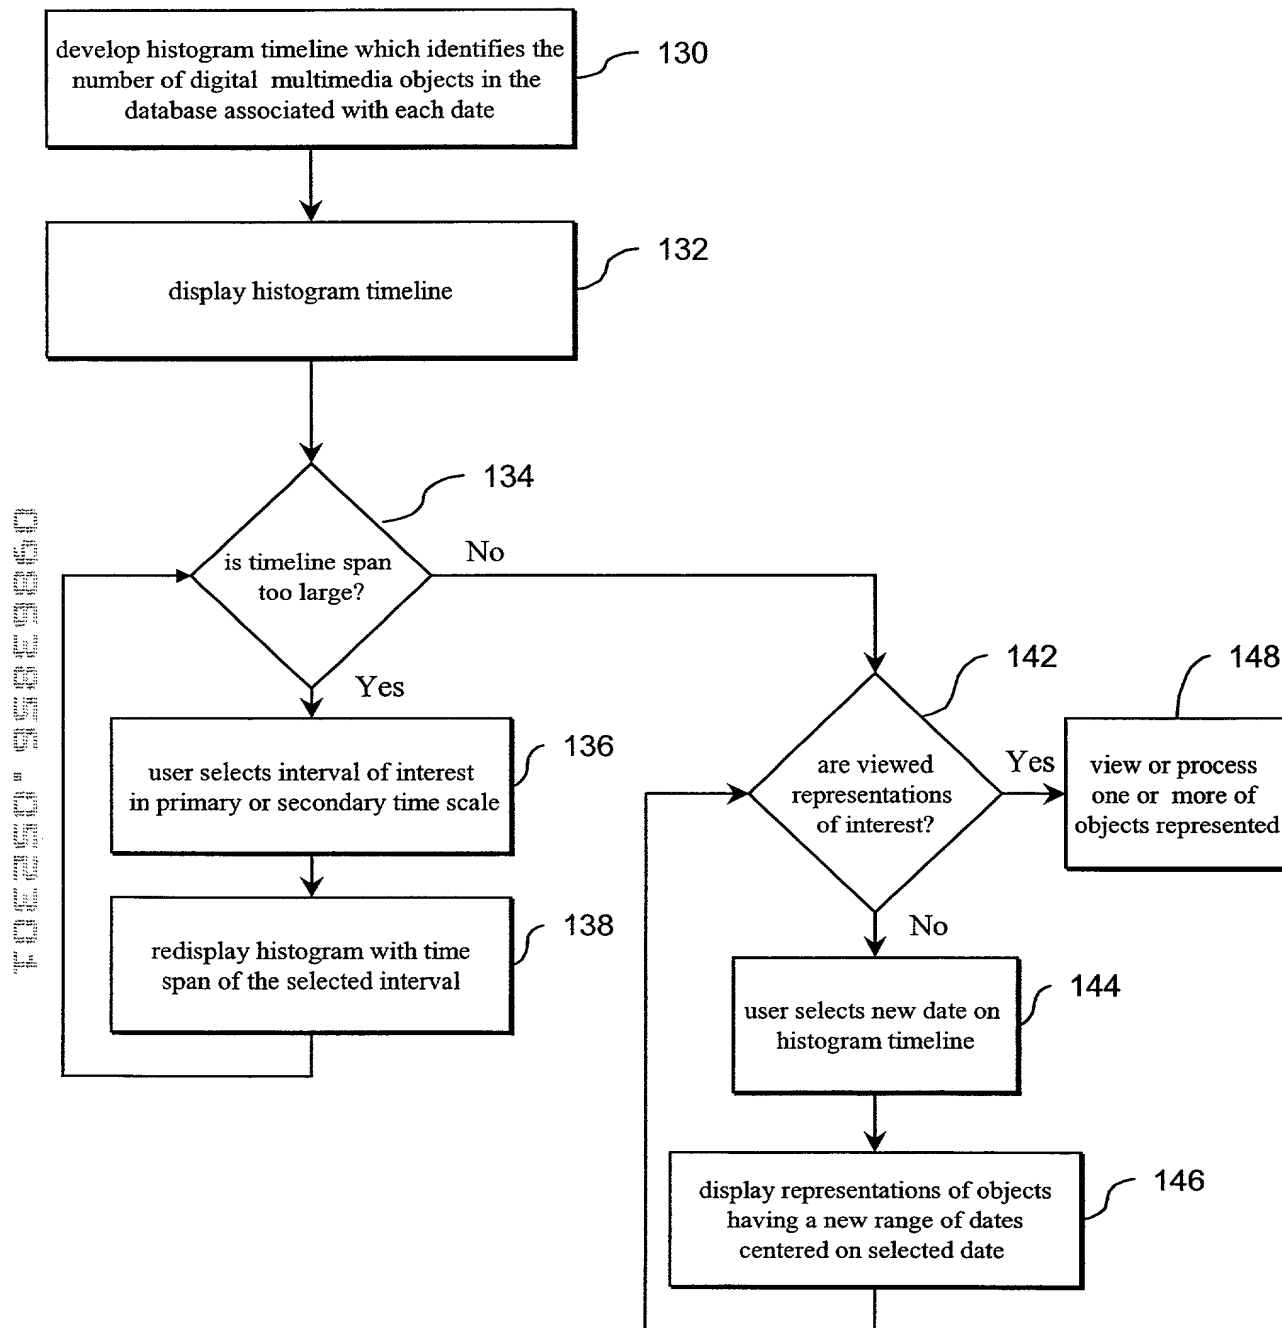 develop histogram timeline which identifies the
number of digital multimedia objects in the
database associated with each date
130
display histogram timeline
132
134
is timeline span
too large?
No
Yes
136
user selects interval of interest
in primary or secondary time scale
138
redisplay histogram with time
span of the selected interval
142
are viewed
representations
of interest?
Yes
148
view or process
one or more of
objects represented
No
144
user selects new date on
histogram timeline
146
display representations of objects
having a new range of dates
centered on selected date